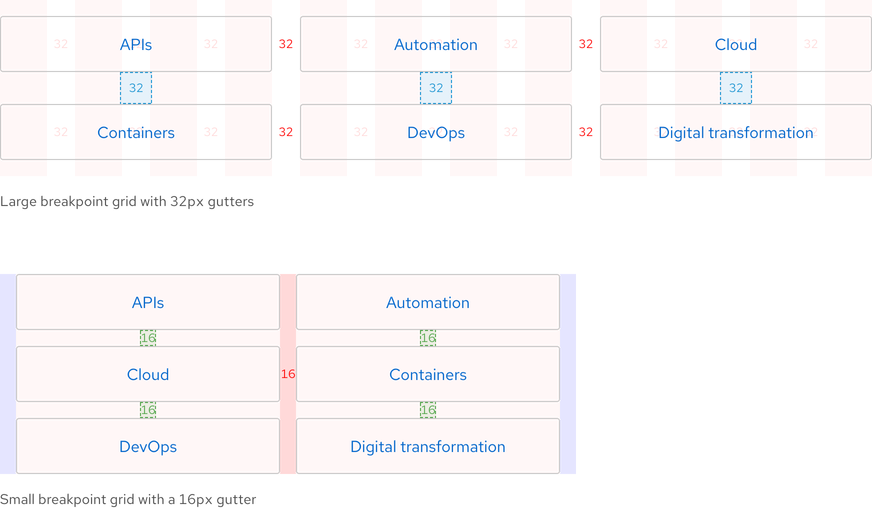 32 APIs 32 32 32 Automation 32 32 32 Cloud 32
32 32 32
32 Containers 32 32 32 DevOps 32 32 Digital transformation
Large breakpoint grid with 32px gutters
APIs Automation
16 16
Cloud 16 Containers
16 16
DevOps Digital transformation
Small breakpoint grid with a 16px gutter